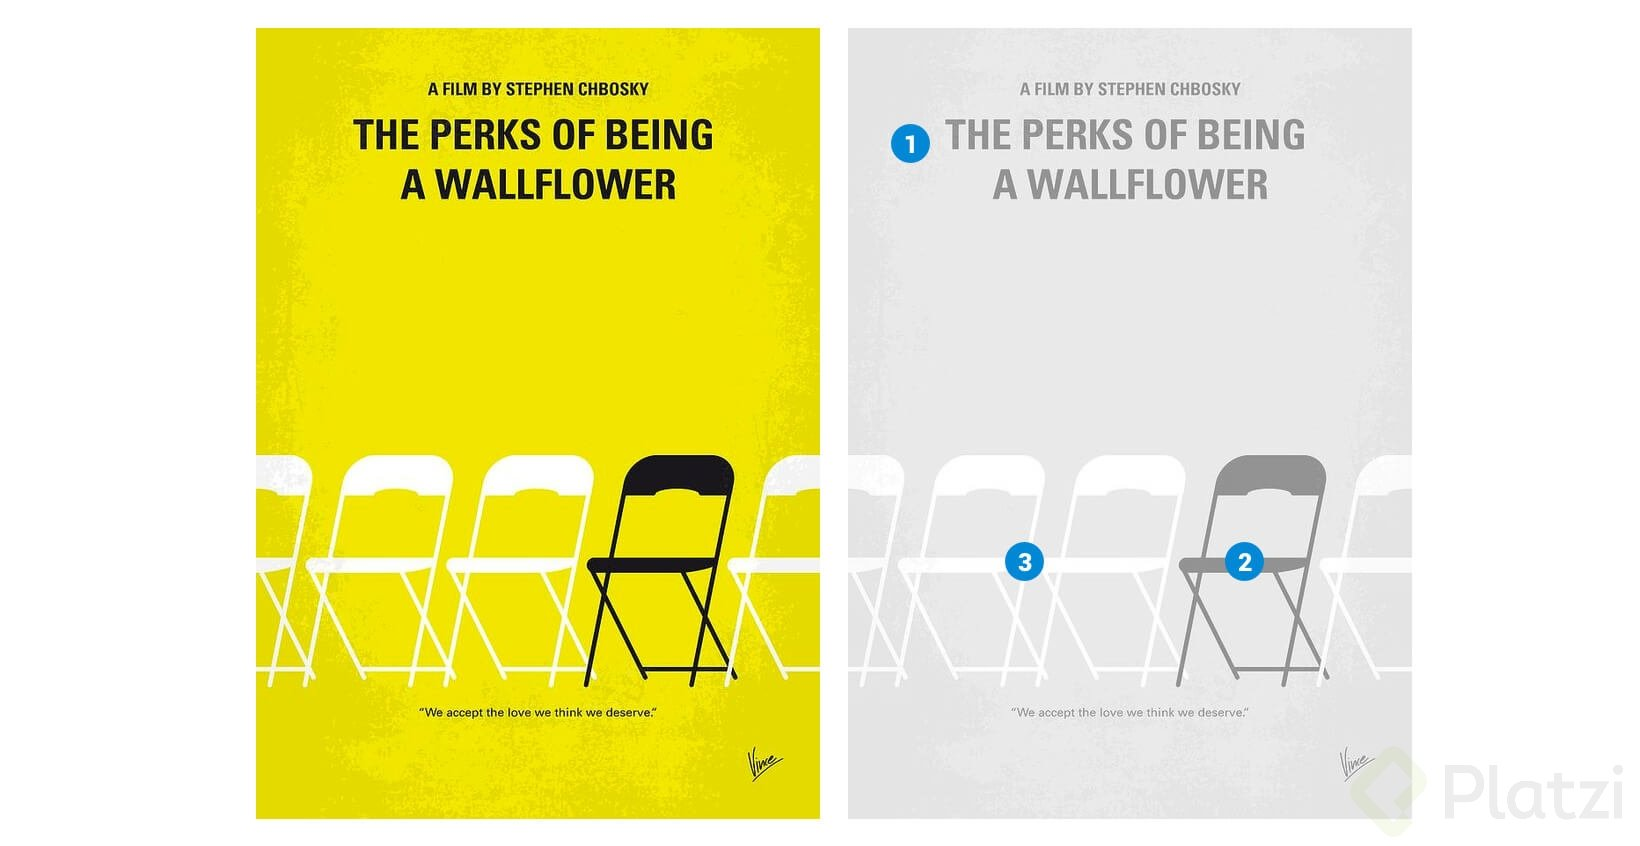 A FILM BY STEPHEN CHBOSKY
THE PERKS OF BEING
A WALLFLOWER
“We accept the love we think we deserve.”
Vince
A FILM BY STEPHEN CHBOSKY
1 THE PERKS OF BEING
A WALLFLOWER
3 2
“We accept the love we think we deserve.”
Vince
Platzi